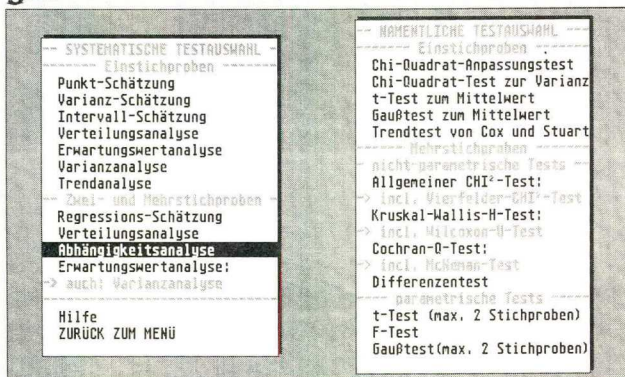 -- SYSTEMATISCHE TESTAUSWAHL -
------- Einstichproben -------
Punkt-Schätzung
Varianz-Schätzung
Intervall-Schätzung
Verteilungsanalyse
Erwartungswertanalyse
Varianzanalyse
Trendanalyse
- Zwei- und Mehrstichproben -
Regressions-Schätzung
Verteilungsanalyse
Abhängigkeitsanalyse
Erwartungswertanalyse:
-> auch: Varianzanalyse
Hilfe
ZURÜCK ZUM MENÜ
-- NAMENTLICHE TESTAUSWAHL --
------- Einstichproben -------
Chi-Quadrat-Anpassungstest
Chi-Quadrat-Test zur Varianz
t-Test zum Mittelwert
Gaußtest zum Mittelwert
Trendtest von Cox und Stuart
------ Mehrstichproben ------
- nicht-parametrische Tests --
Allgemeiner CHI²-Test:
-> incl. Vierfelder-CHI²-Test
Kruskal-Wallis-H-Test:
-> incl. Wilcoxon-U-Test
Cochran-Q-Test:
-> incl. McNemar-Test
Differenzentest
---- parametrische Tests ----
t-Test (max. 2 Stichproben)
F-Test
Gaußtest(max. 2 Stichproben)